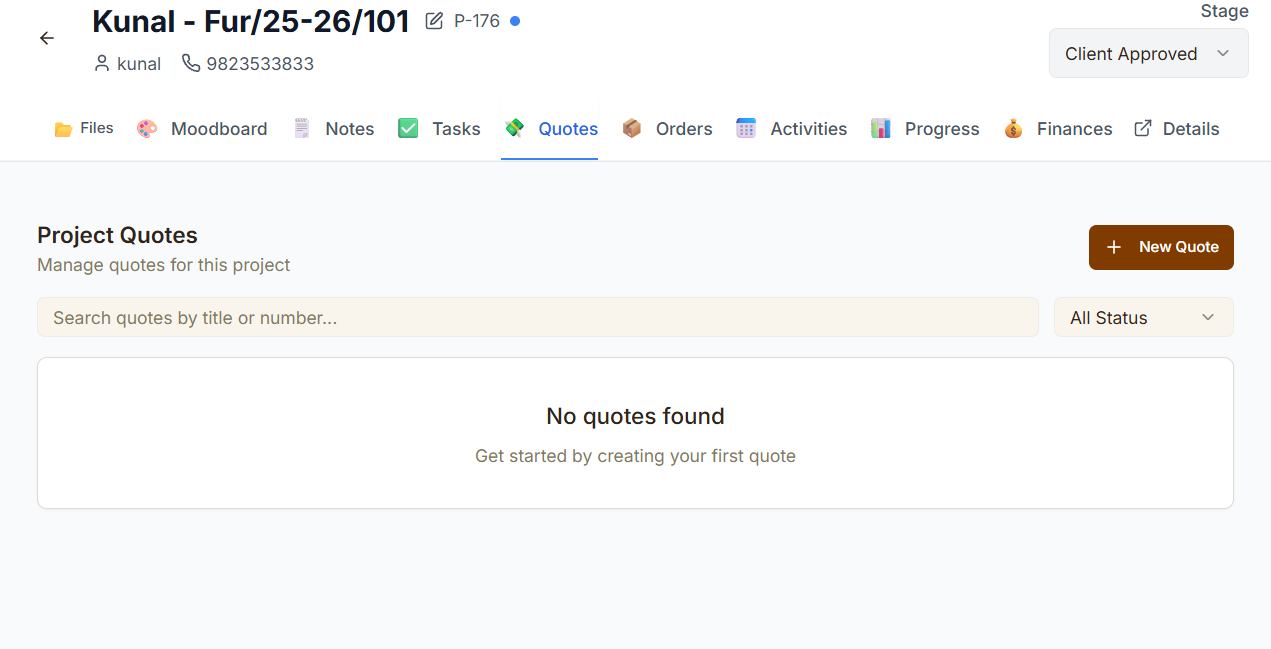 Kunal - Fur/25-26/101 P-176
Stage
kunal 9823533833
Client Approved
Files Moodboard Notes Tasks Quotes Orders Activities Progress Finances Details
Project Quotes
Manage quotes for this project
New Quote
Search quotes by title or number...
All Status
No quotes found
Get started by creating your first quote